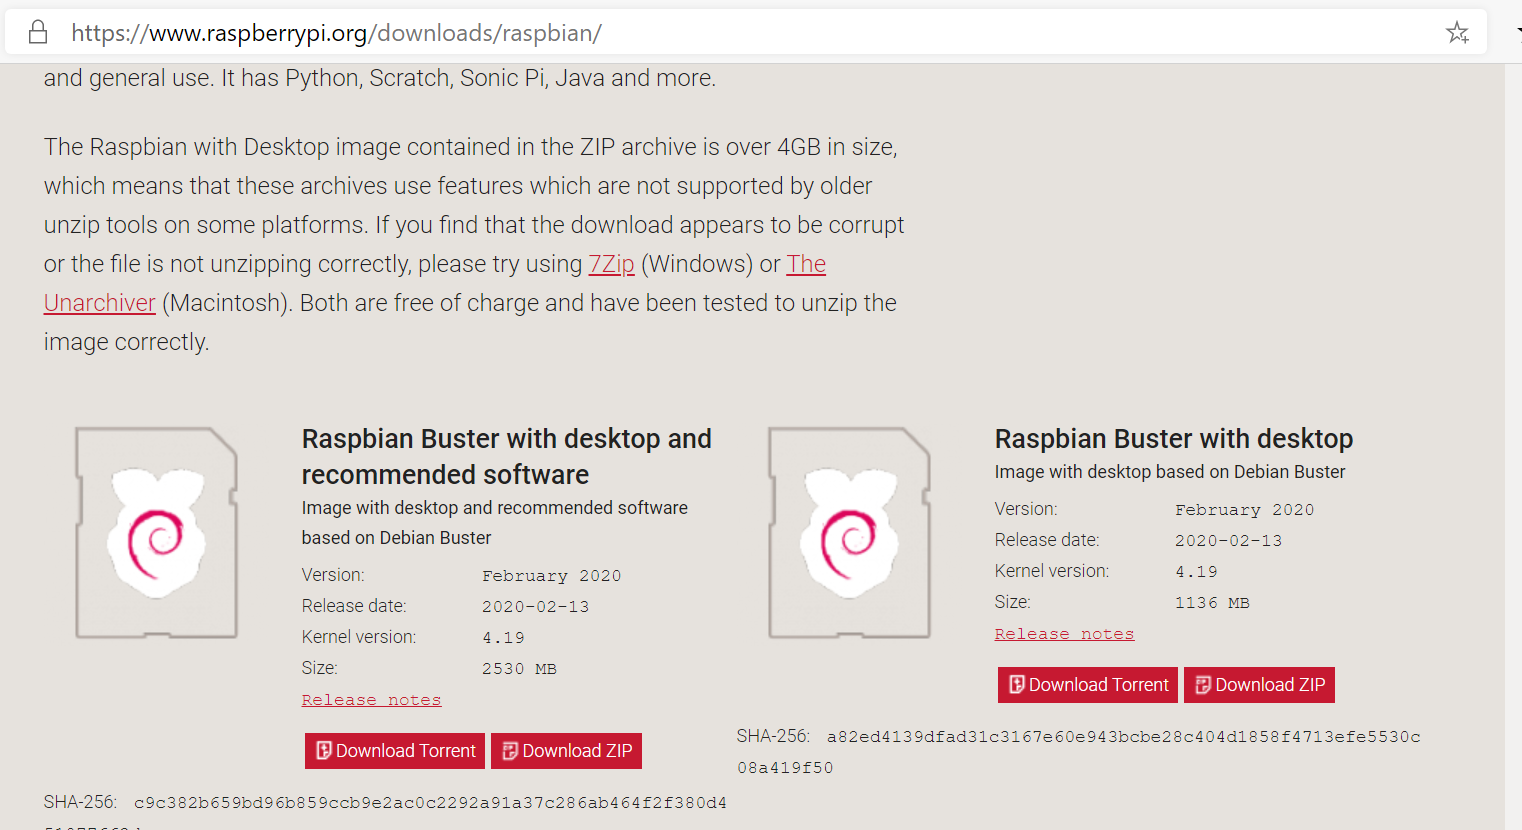 https://www.raspberrypi.org/downloads/raspbian/
and general use. It has Python, Scratch, Sonic Pi, Java and more.
The Raspbian with Desktop image contained in the ZIP archive is over 4GB in size,
which means that these archives use features which are not supported by older
unzip tools on some platforms. If you find that the download appears to be corrupt
or the file is not unzipping correctly, please try using 7Zip (Windows) or The
Unarchiver (Macintosh). Both are free of charge and have been tested to unzip the
image correctly.
Raspbian Buster with desktop and
recommended software
Image with desktop and recommended software
based on Debian Buster
Version: February 2020
Release date: 2020-02-13
Kernel version: 4.19
Size: 2530 MB
Release notes
Download Torrent Download ZIP
SHA-256: c9c382b659bd96b859ccb9e2ac0c2292a91a37c286ab464f2f380d4
Raspbian Buster with desktop
Image with desktop based on Debian Buster
Version: February 2020
Release date: 2020-02-13
Kernel version: 4.19
Size: 1136 MB
Release notes
Download Torrent Download ZIP
SHA-256: a82ed4139dfad31c3167e60e943bcbe28c404d1858f4713efe5530c
08a419f50